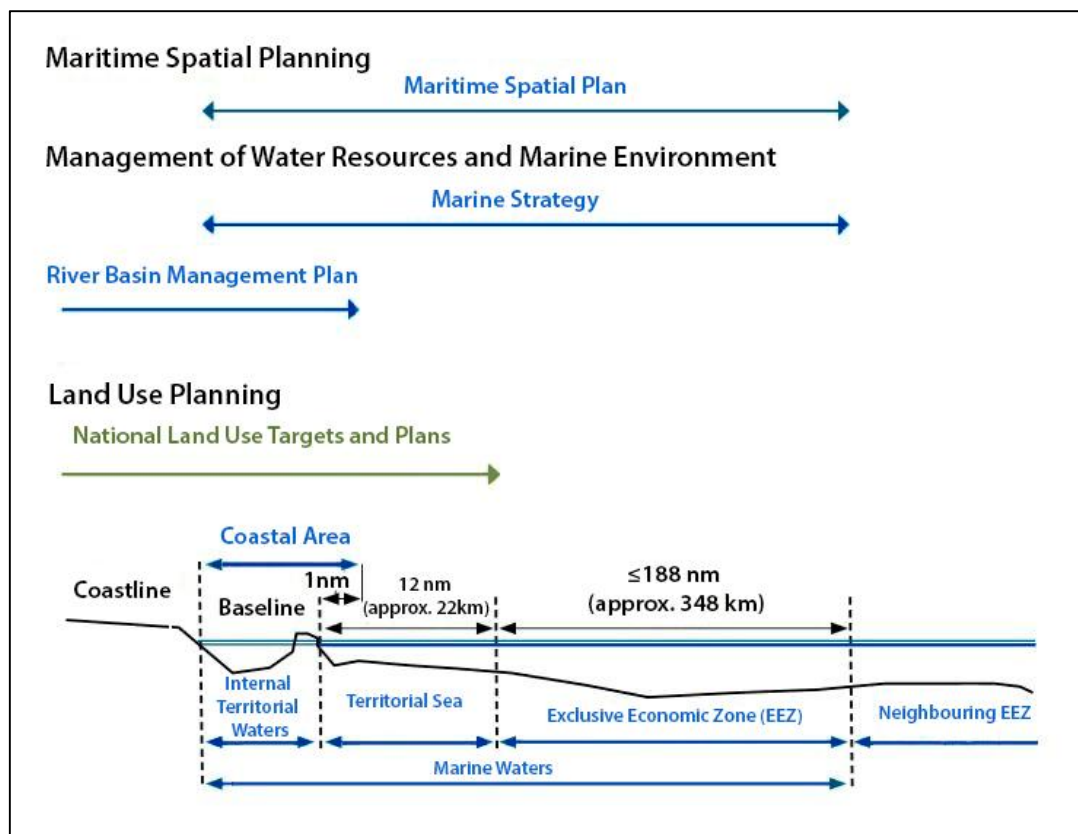 Maritime Spatial Planning
Maritime Spatial Plan
Management of Water Resources and Marine Environment
Marine Strategy
River Basin Management Plan
Land Use Planning
National Land Use Targets and Plans
Coastal Area
Coastline
Baseline
1nm
12 nm
(approx. 22km)
≤188 nm
(approx. 348 km)
Internal
Territorial
Waters
Territorial Sea
Exclusive Economic Zone (EEZ)
Neighbouring EEZ
Marine Waters